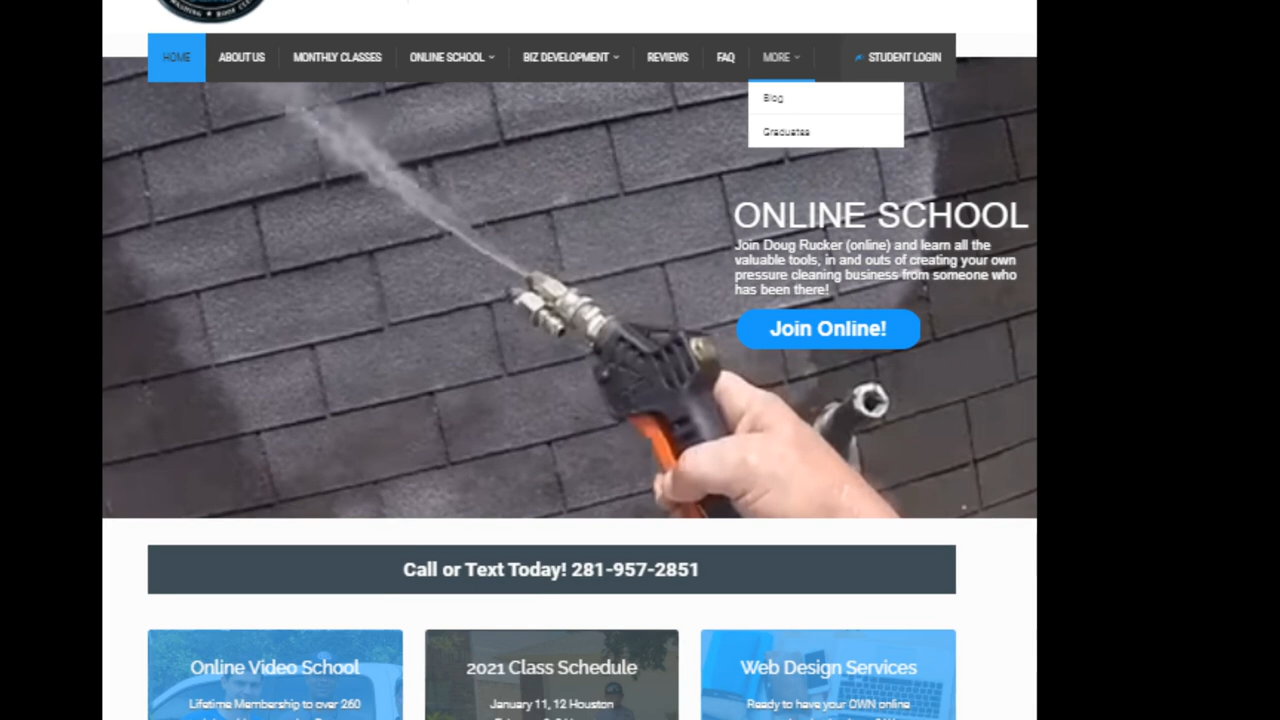 HOME ABOUT US MONTHLY CLASSES ONLINE SCHOOL BIZ DEVELOPMENT REVIEWS FAQ MORE STUDENT LOGIN
Blog
Graduates
ONLINE SCHOOL
Join Doug Rucker (online) and learn all the
valuable tools, in and outs of creating your own
pressure cleaning business from someone who
has been there!
Join Online!
Call or Text Today! 281-957-2851
Online Video School
Lifetime Membership to over 260
2021 Class Schedule
January 11, 12 Houston
Web Design Services
Ready to have your OWN online